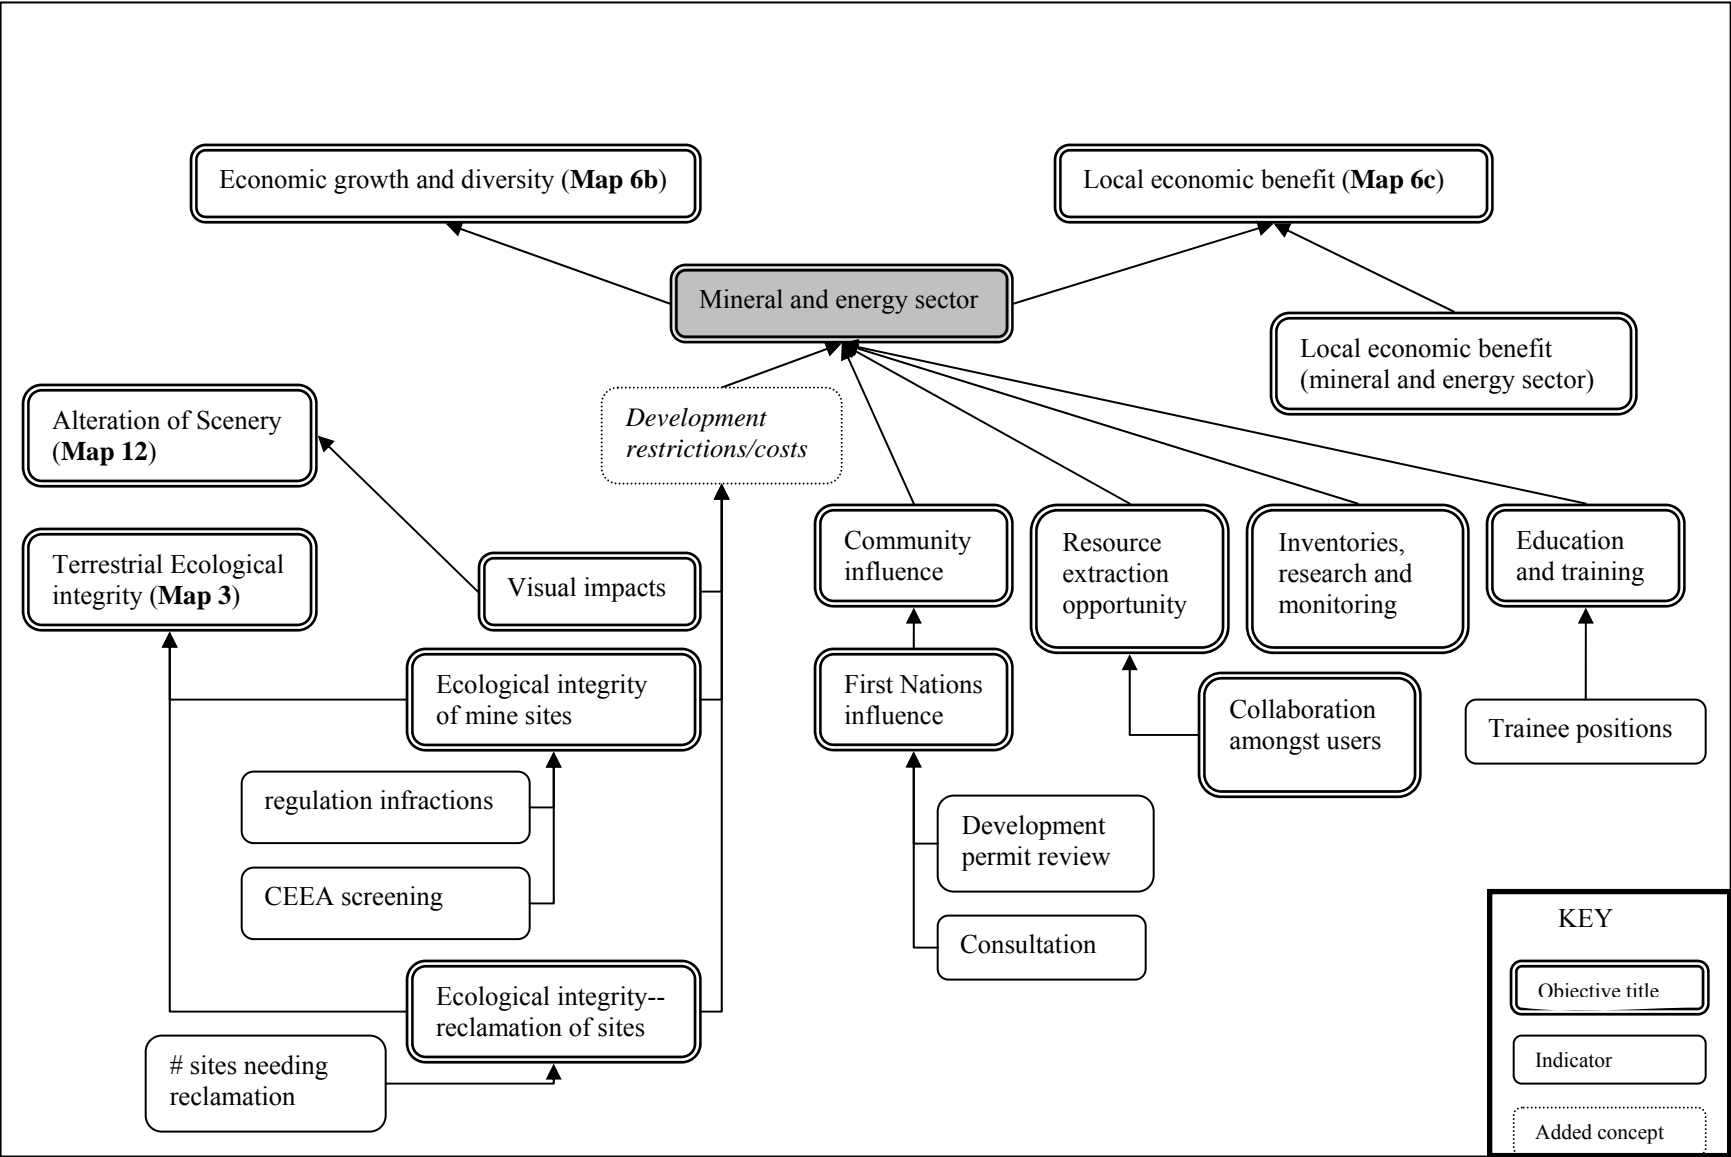 Economic growth and diversity (Map 6b)
Local economic benefit (Map 6c)
Mineral and energy sector
Local economic benefit
(mineral and energy sector)
Alteration of Scenery
(Map 12)
Development
restrictions/costs
Terrestrial Ecological
integrity (Map 3)
Visual impacts
Community
influence
Resource
extraction
opportunity
Inventories,
research and
monitoring
Education
and training
Ecological integrity
of mine sites
First Nations
influence
Collaboration
amongst users
Trainee positions
regulation infractions
CEEA screening
Development
permit review
Consultation
Ecological integrity--
reclamation of sites
# sites needing
reclamation
KEY
Objective title
Indicator
Added concept